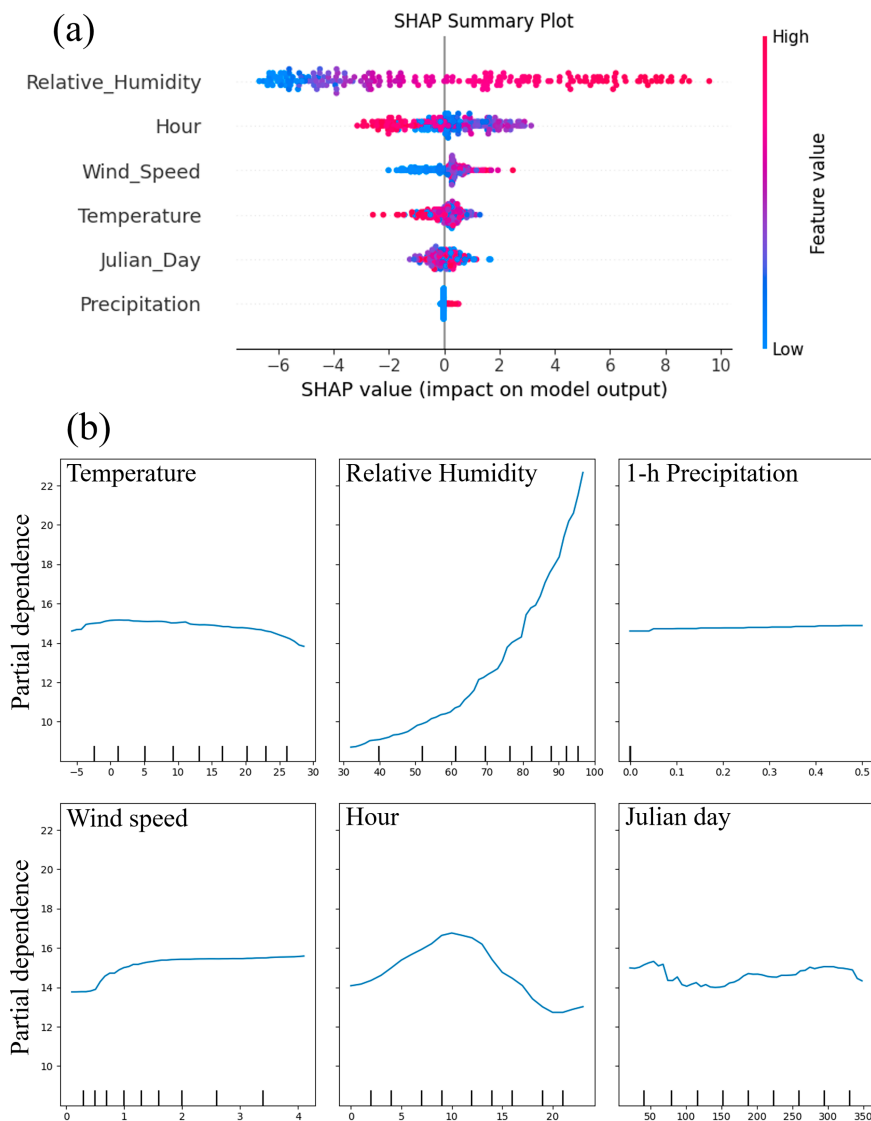 (a)
SHAP Summary Plot
High
Relative_Humidity
Hour
Wind_Speed
Temperature
Julian_Day
Precipitation
Feature value
Low
−6 −4 −2 0 2 4 6 8 10
SHAP value (impact on model output)
(b)
Partial dependence
Temperature
22
20
18
16
14
12
10
−5 0 5 10 15 20 25 30
Relative Humidity
30 40 50 60 70 80 90 100
1-h Precipitation
0.0 0.1 0.2 0.3 0.4 0.5
Partial dependence
Wind speed
22
20
18
16
14
12
10
0 1 2 3 4
Hour
0 5 10 15 20
Julian day
50 100 150 200 250 300 350